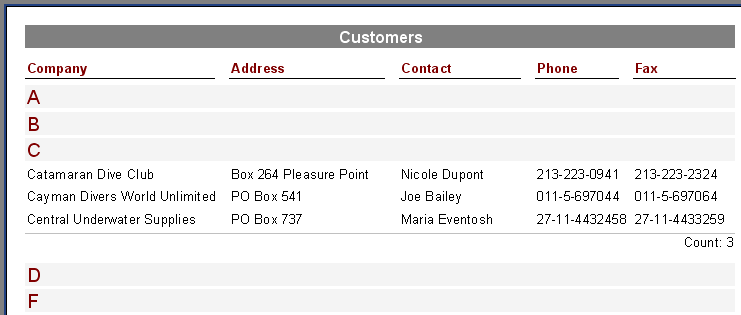 Customers
Company Address Contact Phone Fax
A
B
C
Catamaran Dive Club Box 264 Pleasure Point Nicole Dupont 213-223-0941 213-223-2324
Cayman Divers World Unlimited PO Box 541 Joe Bailey 011-5-697044 011-5-697064
Central Underwater Supplies PO Box 737 Maria Eventosh 27-11-4432458 27-11-4433259
Count: 3
D
F